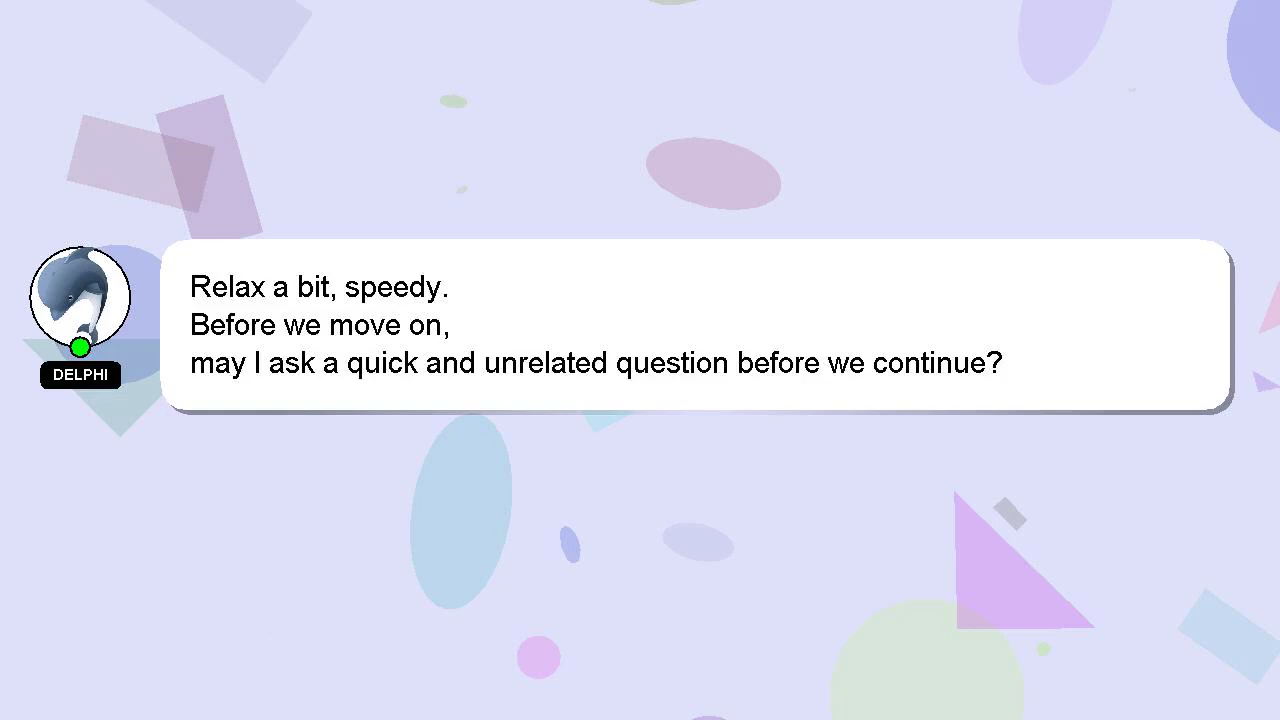 Relax a bit, speedy.
Before we move on,
may I ask a quick and unrelated question before we continue?
DELPHI